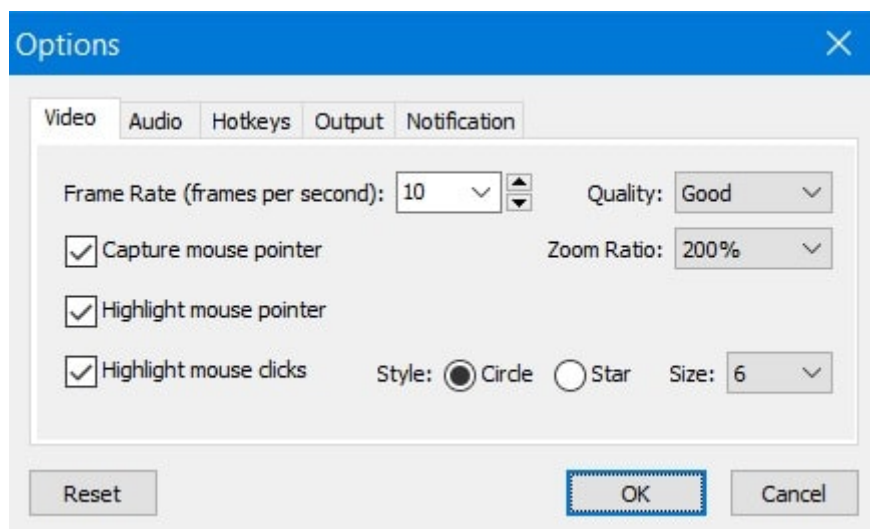 Options
Video Audio Hotkeys Output Notification
Frame Rate (frames per second): 10 Quality: Good
Capture mouse pointer Zoom Ratio: 200%
Highlight mouse pointer
Highlight mouse clicks Style: Circle Star Size: 6
Reset OK Cancel